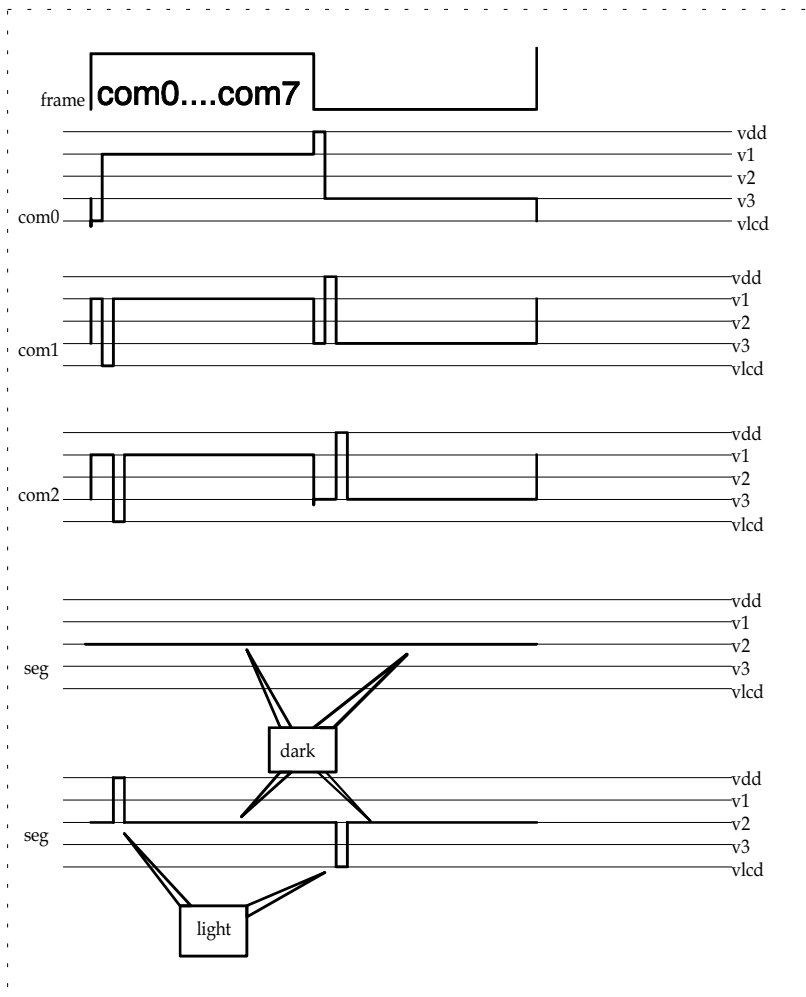 frame com0....com7
vdd
v1
v2
v3
com0 vlcd
vdd
v1
v2
com1 v3
vlcd
vdd
v1
v2
com2 v3
vlcd
vdd
v1
v2
seg v3
vlcd
dark
vdd
v1
v2
seg v3
vlcd
light